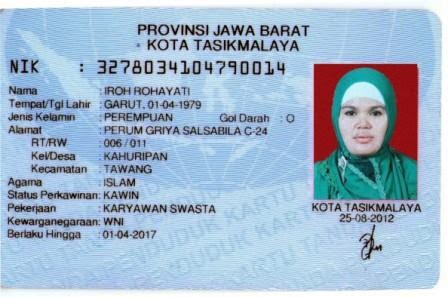 PROVINSI JAWA BARAT
KOTA TASIKMALAYA
NIK : 3278034104790014
Nama : IROH ROHAYATI
Tempat/Tgl Lahir : GARUT, 01-04-1979
Jenis Kelamin : PEREMPUAN Gol Darah : O
Alamat : PERUM GRIYA SALSABILA C-24
RT/RW : 006 / 011
Kel/Desa : KAHURIPAN
Kecamatan : TAWANG
Agama : ISLAM
Status Perkawinan: KAWIN
Pekerjaan : KARYAWAN SWASTA
Kewarganegaraan: WNI
Berlaku Hingga : 01-04-2017
KOTA TASIKMALAYA
25-08-2012